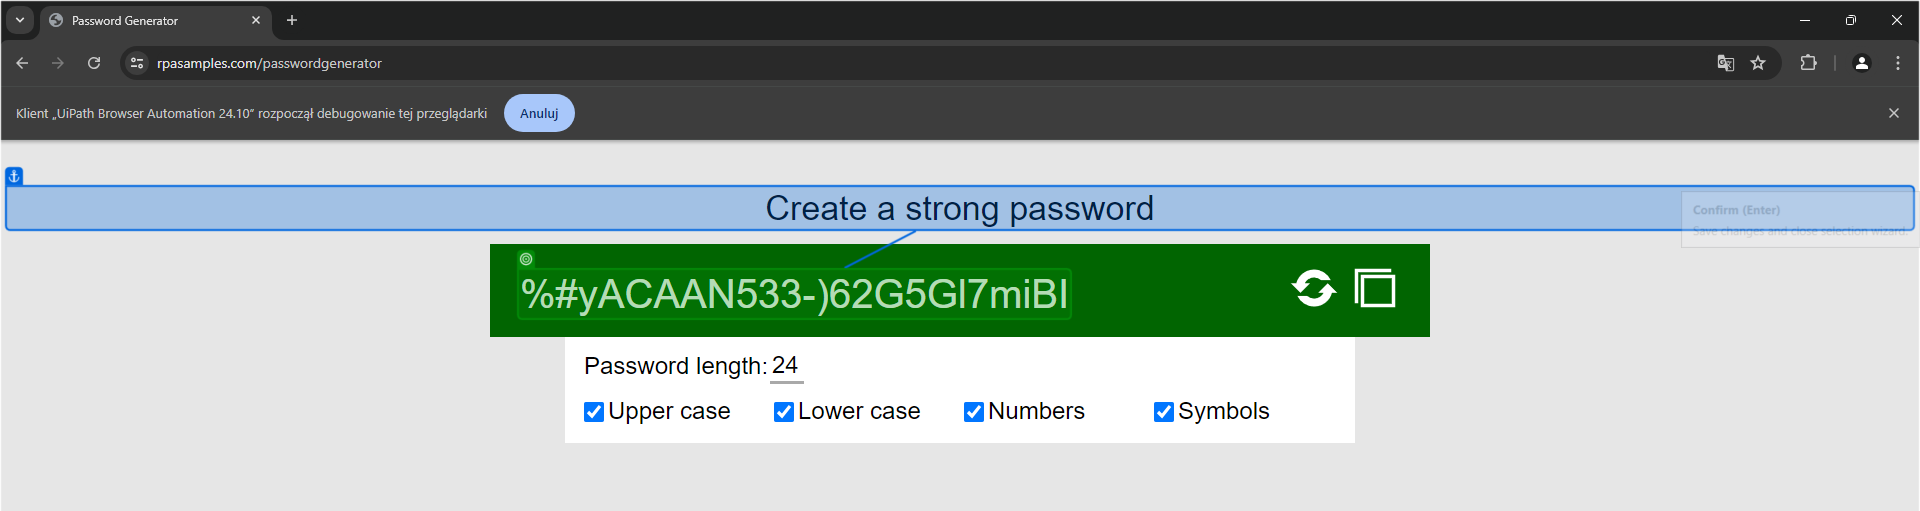 Password Generator
rpasamples.com/passwordgenerator
Klient „UiPath Browser Automation 24.10” rozpoczął debugowanie tej przeglądarki
Anuluj
Create a strong password
Confirm (Enter)
Save changes and close selection wizard.
%#yACAAN533-)62G5Gl7miBI
Password length: 24
Upper case Lower case Numbers Symbols